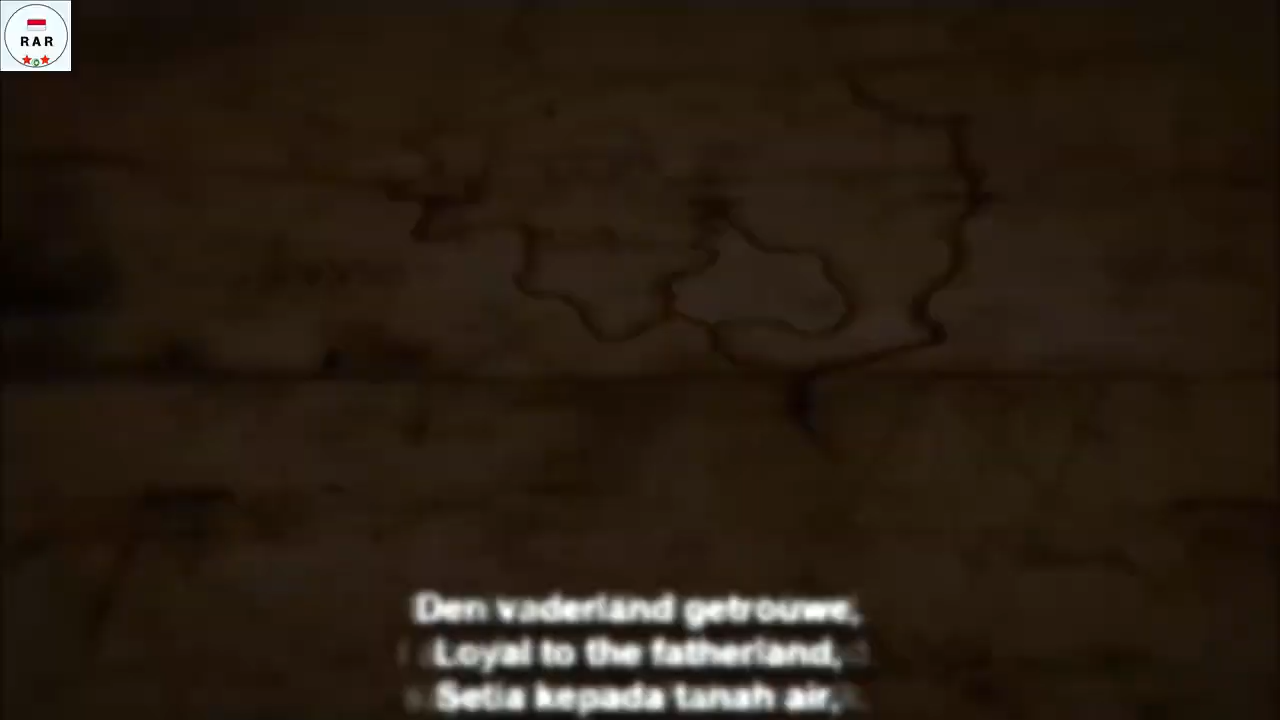 RAR
Den vaderland getrouwe,
Loyal to the fatherland,
Setia kepada tanah air,